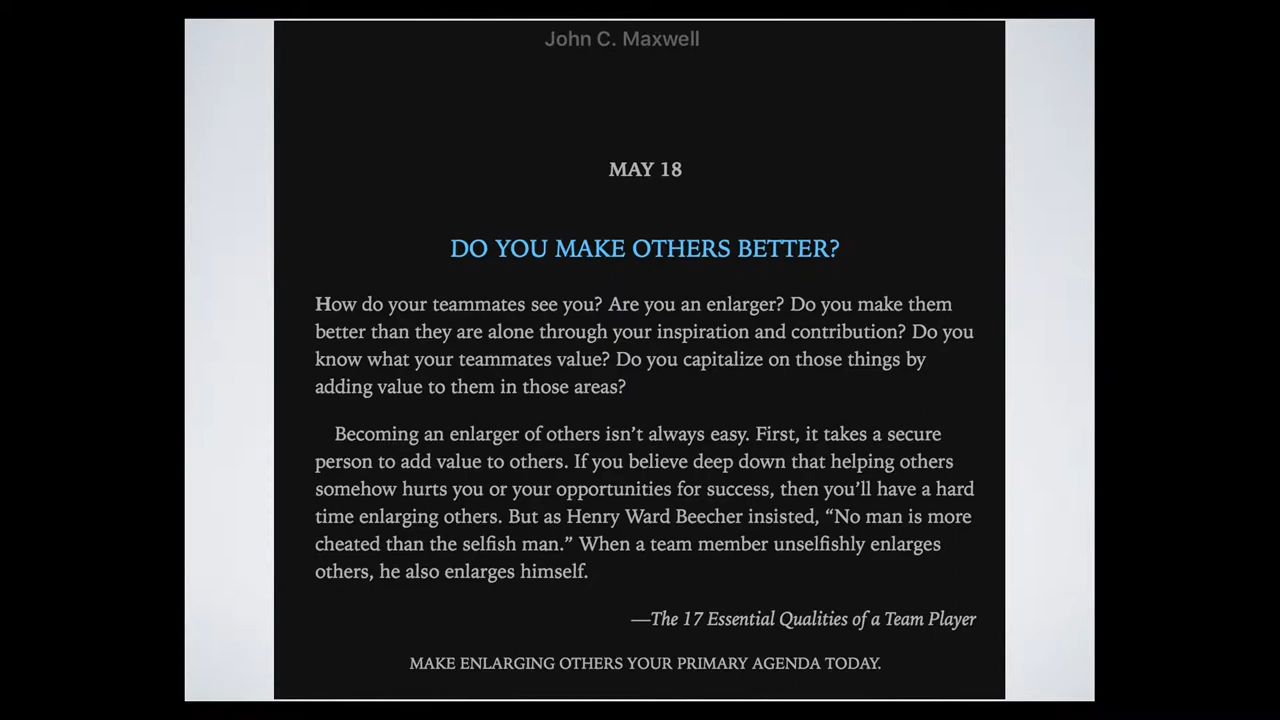 John C. Maxwell
MAY 18
DO YOU MAKE OTHERS BETTER?
How do your teammates see you? Are you an enlarger? Do you make them
better than they are alone through your inspiration and contribution? Do you
know what your teammates value? Do you capitalize on those things by
adding value to them in those areas?
Becoming an enlarger of others isn’t always easy. First, it takes a secure
person to add value to others. If you believe deep down that helping others
somehow hurts you or your opportunities for success, then you’ll have a hard
time enlarging others. But as Henry Ward Beecher insisted, “No man is more
cheated than the selfish man.” When a team member unselfishly enlarges
others, he also enlarges himself.
—The 17 Essential Qualities of a Team Player
MAKE ENLARGING OTHERS YOUR PRIMARY AGENDA TODAY.